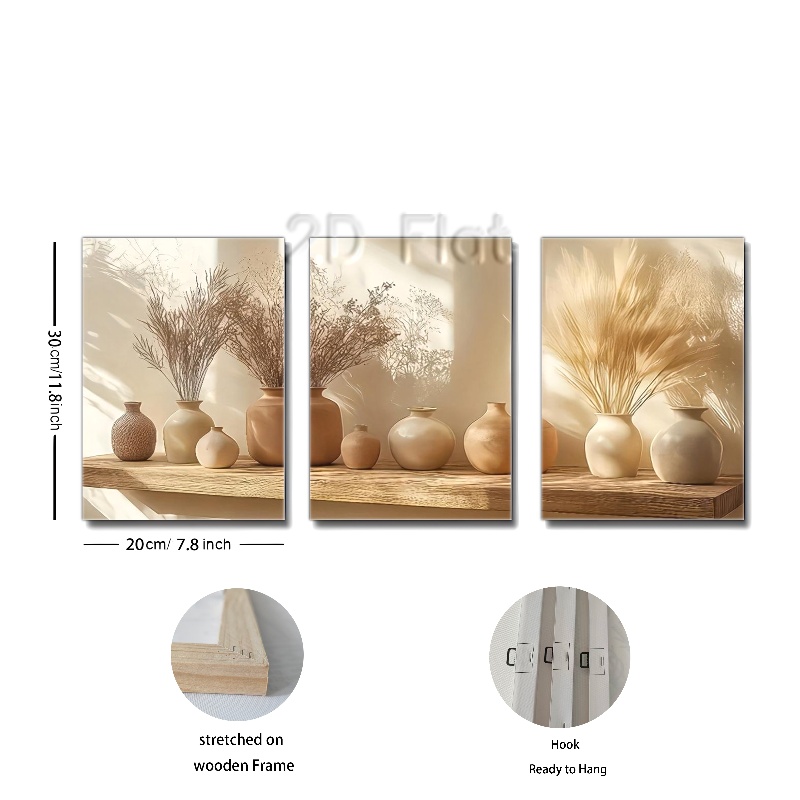 2D Flat
30cm/11.8inch
20cm/ 7.8 inch
stretched on
wooden Frame
Hook
Ready to Hang